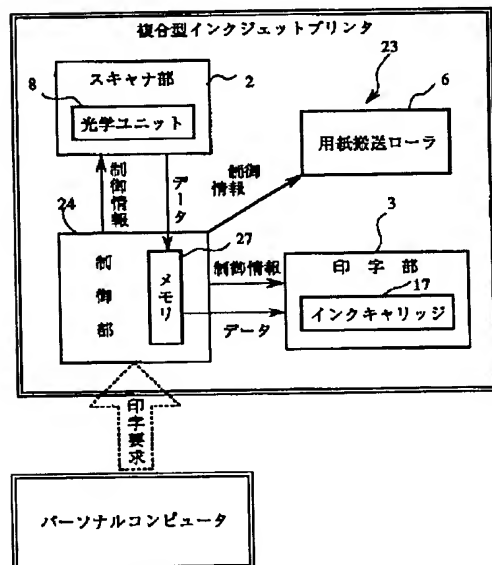 複合型インクジェットプリンタ
スキャナ部
2
8
光学ユニット
23
6
用紙搬送ローラ
制御情報
データ
制御情報
24
27
制御部
メモリ
制御情報
データ
3
印字部
17
インクキャリッジ
印字要求
パーソナルコンピュータ